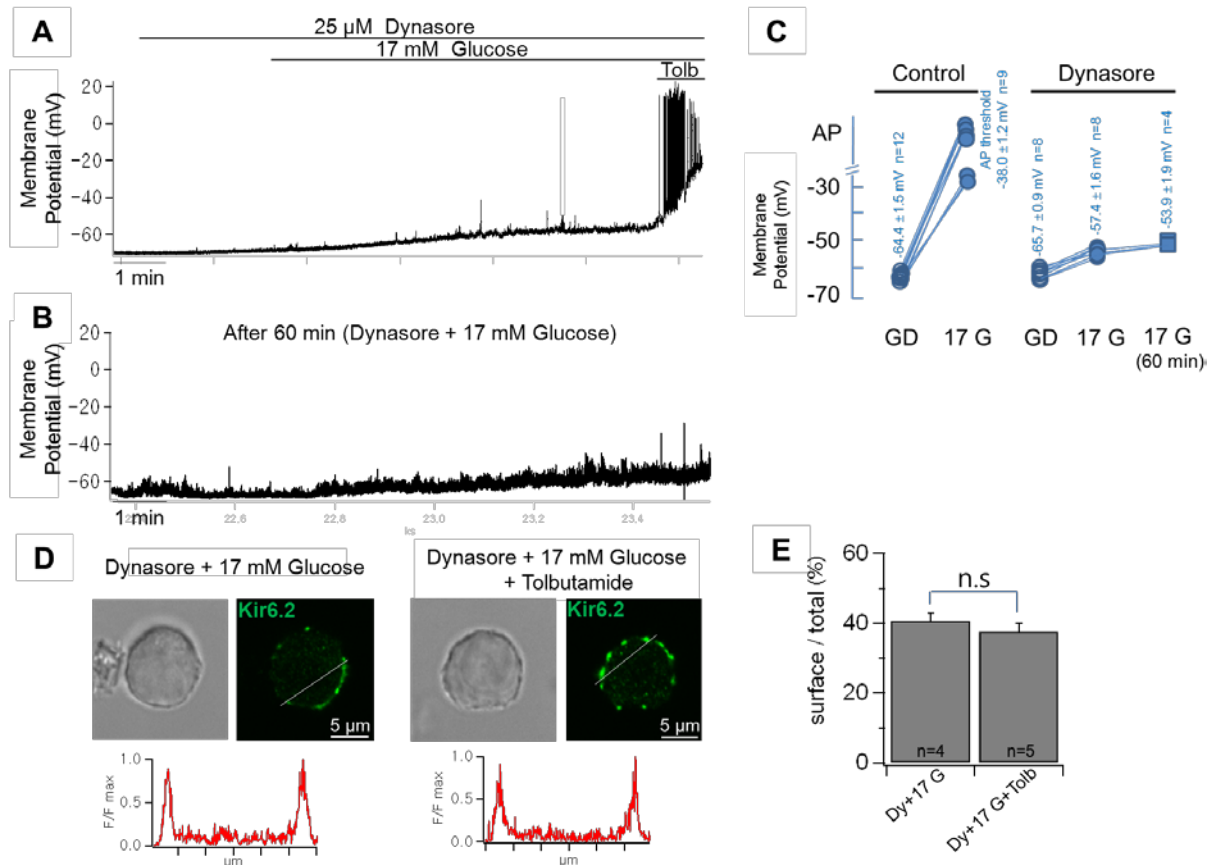 A
25 µM Dynasore
17 mM Glucose
Tolb
Membrane
Potential (mV)
20
0
−20
−40
−60
1 min
B
After 60 min (Dynasore + 17 mM Glucose)
Membrane
Potential (mV)
20
0
−20
−40
−60
1 min
22.6
22.8
23.0
23.2
23.4
ks
C
Control
Dynasore
AP
-30
-50
-70
Membrane
Potential (mV)
-64.4 ± 1.5 mV n=12
AP threshold
-38.0 ± 1.2 mV n=9
-65.7 ± 0.9 mV n=8
-57.4 ± 1.6 mV n=8
-53.9 ± 1.9 mV n=4
GD
17 G
GD
17 G
17 G
(60 min)
D
Dynasore + 17 mM Glucose
Kir6.2
5 µm
1.0
0.5
0.0
F/F max
µm
Dynasore + 17 mM Glucose
+ Tolbutamide
Kir6.2
5 µm
1.0
0.5
0.0
F/F max
µm
E
surface / total (%)
60
40
20
0
n.s
n=4
n=5
Dy+17 G
Dy+17 G+Tolb